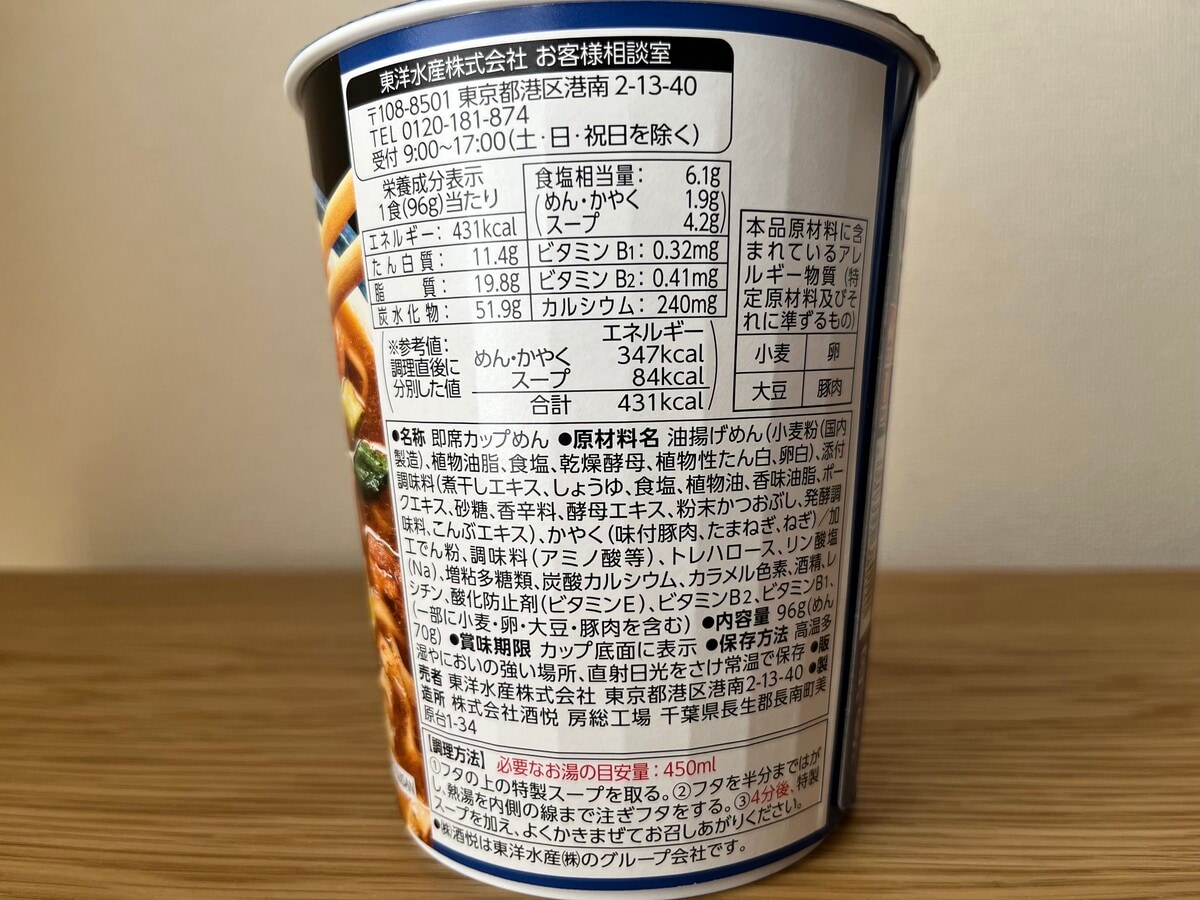 東洋水産株式会社 お客様相談室
〒108-8501 東京都港区港南 2-13-40
TEL 0120-181-874
受付 9:00~17:00(土・日・祝日を除く)
栄養成分表示
1食(96g)当たり
エネルギー: 431kcal
たん白質: 11.4g
脂質: 19.8g
炭水化物: 51.9g
食塩相当量: 6.1g
(めん・かやく 1.9g
スープ 4.2g)
ビタミン B1: 0.32mg
ビタミン B2: 0.41mg
カルシウム: 240mg
※参考値:
調理直後に
分別した値
エネルギー
めん・かやく 347kcal
スープ 84kcal
合計 431kcal
本品原材料に含
まれているアレ
ルギー物質(特
定原材料及びそ
れに準ずるもの)
小麦 卵
大豆 豚肉
●名称 即席カップめん ●原材料名 油揚げめん(小麦粉(国内
製造)、植物油脂、食塩、乾燥酵母、植物性たん白、卵白)、添付
調味料(煮干しエキス、しょうゆ、食塩、植物油、香味油脂、ポー
クエキス、砂糖、香辛料、酵母エキス、粉末かつおぶし、発酵調
味料、こんぶエキス)、かやく(味付豚肉、たまねぎ、ねぎ)/加
工でん粉、調味料(アミノ酸等)、トレハロース、リン酸塩
(Na)、増粘多糖類、炭酸カルシウム、カラメル色素、酒精、レ
シチン、酸化防止剤(ビタミンE)、ビタミンB2、ビタミンB1、
(一部に小麦・卵・大豆・豚肉を含む) ●内容量 96g(めん
70g) ●賞味期限 カップ底面に表示 ●保存方法 高温多
湿やにおいの強い場所、直射日光をさけ常温で保存 ●販
売者 東洋水産株式会社 東京都港区港南2-13-40 ●製
造所 株式会社酒悦 房総工場 千葉県長生郡長南町美
原台1-34
【調理方法】 必要なお湯の目安量:450ml
①フタの上の特製スープを取る。②フタを半分まではが
し、熱湯を内側の線まで注ぎフタをする。③4分後、特製
スープを加え、よくかきまぜてお召しあがりください。
●㈱酒悦は東洋水産㈱のグループ会社です。